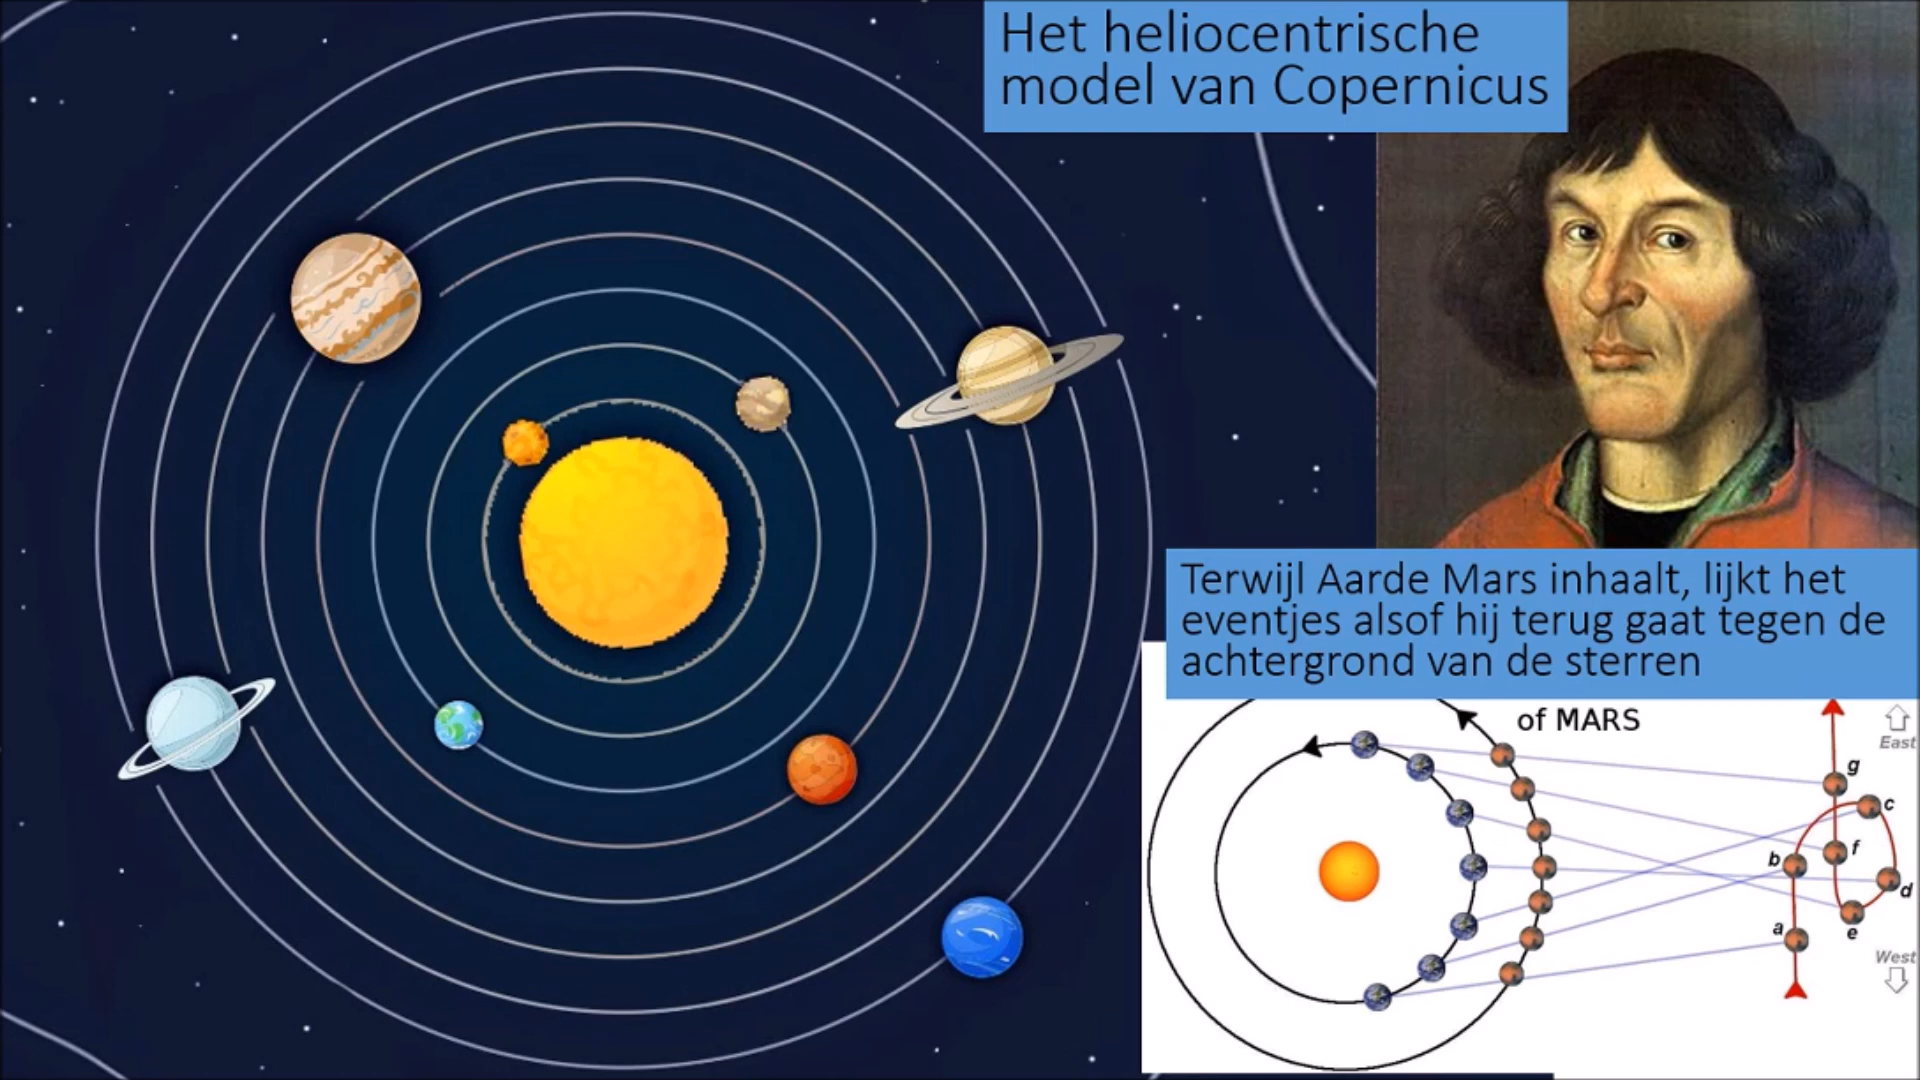 Het heliocentrische
model van Copernicus
Terwijl Aarde Mars inhaalt, lijkt het
eventjes alsof hij terug gaat tegen de
achtergrond van de sterren
of MARS
East
g
c
b
f
d
a
e
West